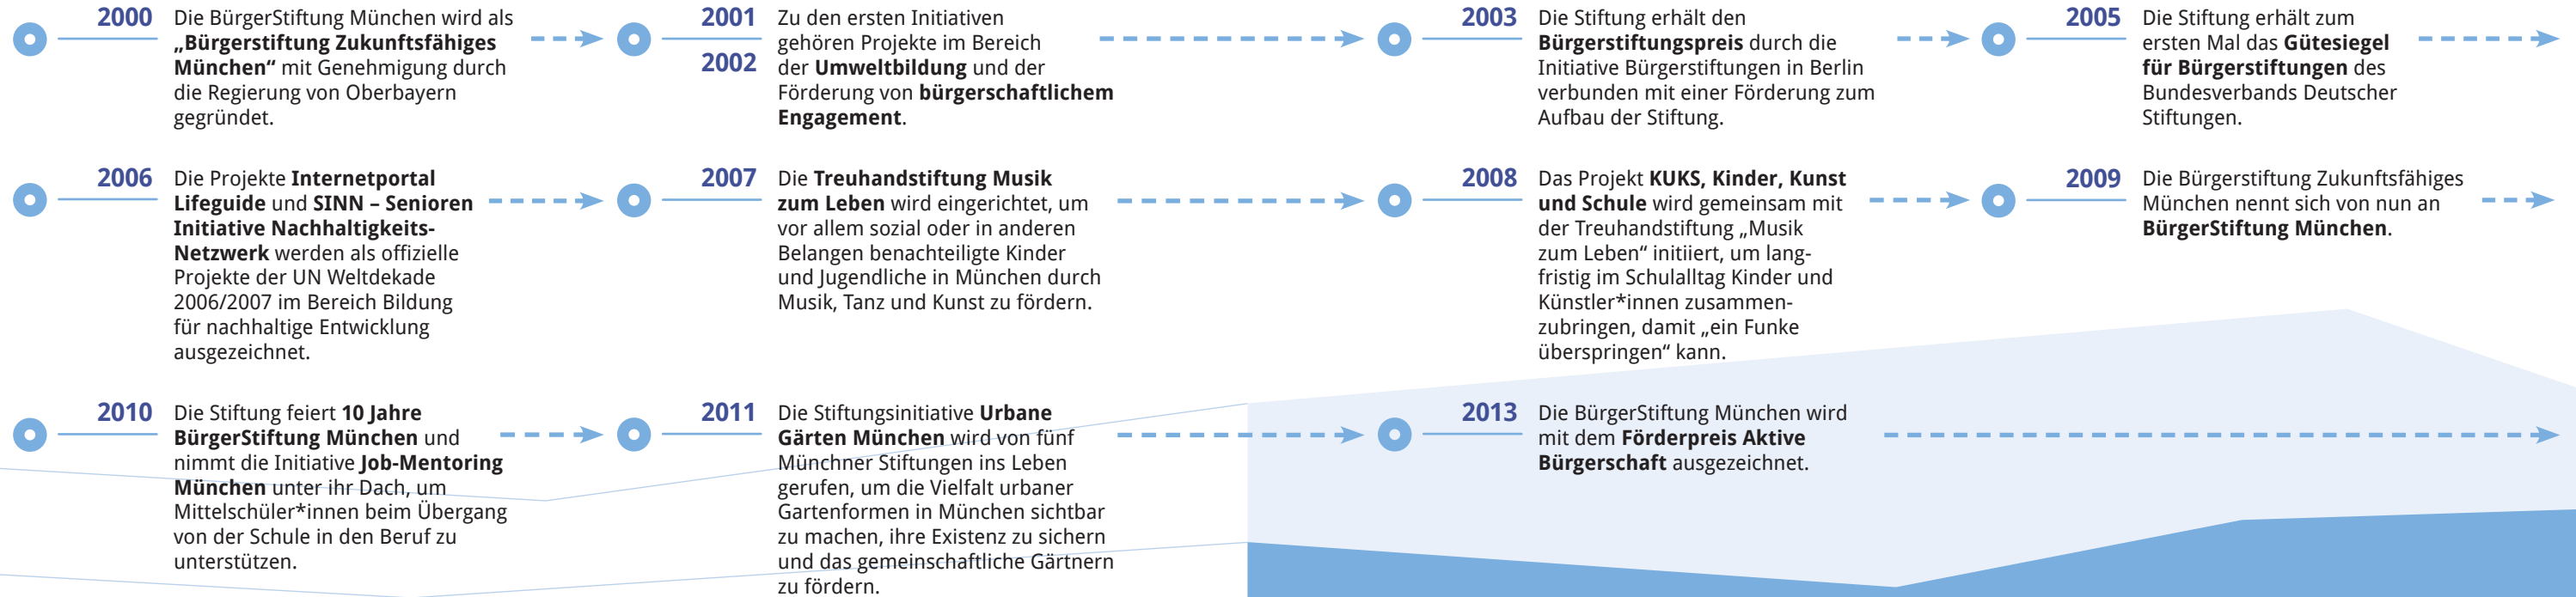 2000
Die BürgerStiftung München wird als
„Bürgerstiftung Zukunftsfähiges
München“ mit Genehmigung durch
die Regierung von Oberbayern
gegründet.
2001
2002
Zu den ersten Initiativen
gehören Projekte im Bereich
der Umweltbildung und der
Förderung von bürgerschaftlichem
Engagement.
2003
Die Stiftung erhält den
Bürgerstiftungspreis durch die
Initiative Bürgerstiftungen in Berlin
verbunden mit einer Förderung zum
Aufbau der Stiftung.
2005
Die Stiftung erhält zum
ersten Mal das Gütesiegel
für Bürgerstiftungen des
Bundesverbands Deutscher
Stiftungen.
2006
Die Projekte Internetportal
Lifeguide und SINN – Senioren
Initiative Nachhaltigkeits-
Netzwerk werden als offizielle
Projekte der UN Weltdekade
2006/2007 im Bereich Bildung
für nachhaltige Entwicklung
ausgezeichnet.
2007
Die Treuhandstiftung Musik
zum Leben wird eingerichtet, um
vor allem sozial oder in anderen
Belangen benachteiligte Kinder
und Jugendliche in München durch
Musik, Tanz und Kunst zu fördern.
2008
Das Projekt KUKS, Kinder, Kunst
und Schule wird gemeinsam mit
der Treuhandstiftung „Musik
zum Leben“ initiiert, um lang-
fristig im Schulalltag Kinder und
Künstler*innen zusammen-
zubringen, damit „ein Funke
überspringen“ kann.
2009
Die Bürgerstiftung Zukunftsfähiges
München nennt sich von nun an
BürgerStiftung München.
2010
Die Stiftung feiert 10 Jahre
BürgerStiftung München und
nimmt die Initiative Job-Mentoring
München unter ihr Dach, um
Mittelschüler*innen beim Übergang
von der Schule in den Beruf zu
unterstützen.
2011
Die Stiftungsinitiative Urbane
Gärten München wird von fünf
Münchner Stiftungen ins Leben
gerufen, um die Vielfalt urbaner
Gartenformen in München sichtbar
zu machen, ihre Existenz zu sichern
und das gemeinschaftliche Gärtnern
zu fördern.
2013
Die BürgerStiftung München wird
mit dem Förderpreis Aktive
Bürgerschaft ausgezeichnet.